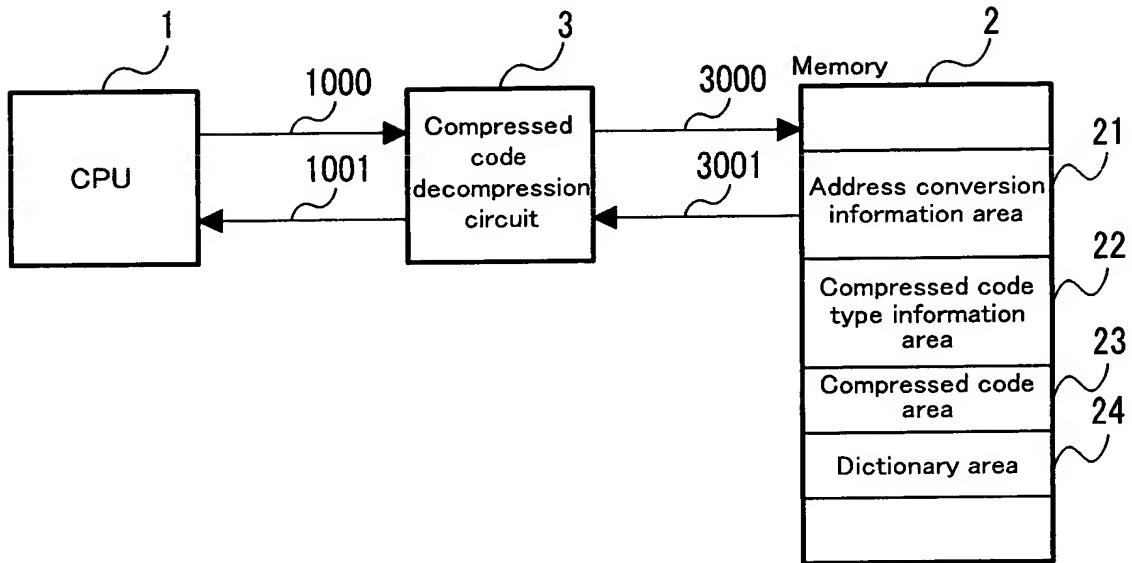 1
3
2
Memory
1000
3000
CPU
Compressed
code
decompression
circuit
1001
3001
21
Address conversion
information area
22
Compressed code
type information
area
23
Compressed code
area
24
Dictionary area